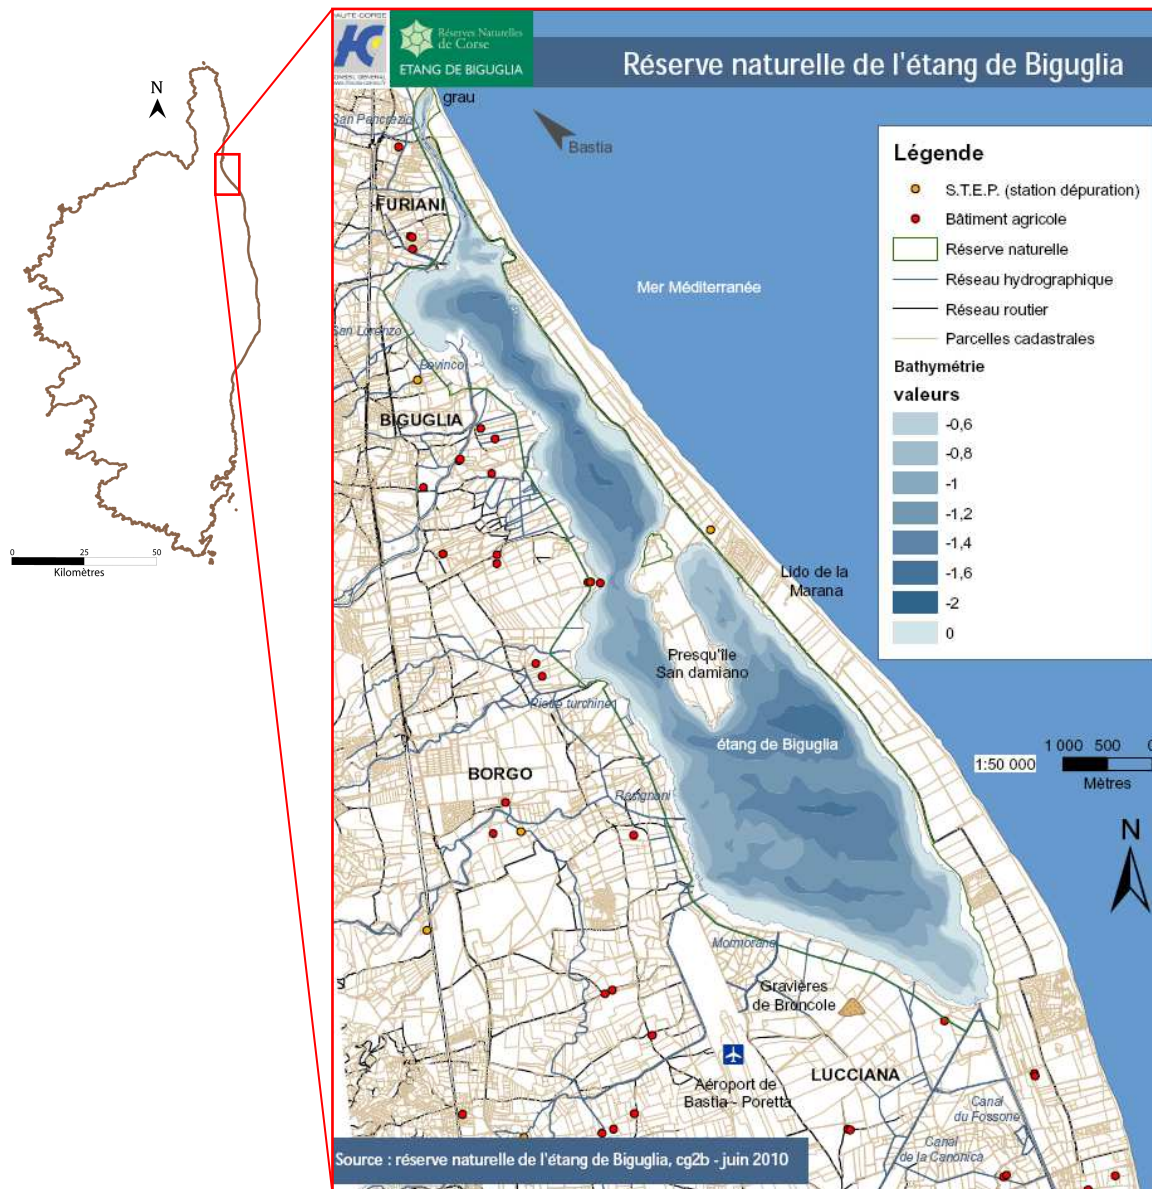 N
0 25 50
Kilomètres
HAUTE-CORSE
CONSEIL GENERAL
Réserves Naturelles
de Corse
ETANG DE BIGUGLIA
Réserve naturelle de l'étang de Biguglia
grau
San Pancrazio
Bastia
FURIANI
Mer Méditerranée
San Lorenzo
Bevinco
BIGUGLIA
Lido de la
Marana
Presqu'île
San damiano
étang de Biguglia
BORGO
Rasignani
Mormorana
Gravières
de Broncole
LUCCIANA
Aéroport de
Bastia - Poretta
Canal
du Fossone
Canal
de la Canonica
Légende
S.T.E.P. (station dépuration)
Bâtiment agricole
Réserve naturelle
Réseau hydrographique
Réseau routier
Parcelles cadastrales
Bathymétrie
valeurs
-0,6
-0,8
-1
-1,2
-1,4
-1,6
-2
0
1 000 500 0
1:50 000
Mètres
N
Source : réserve naturelle de l'étang de Biguglia, cg2b - juin 2010